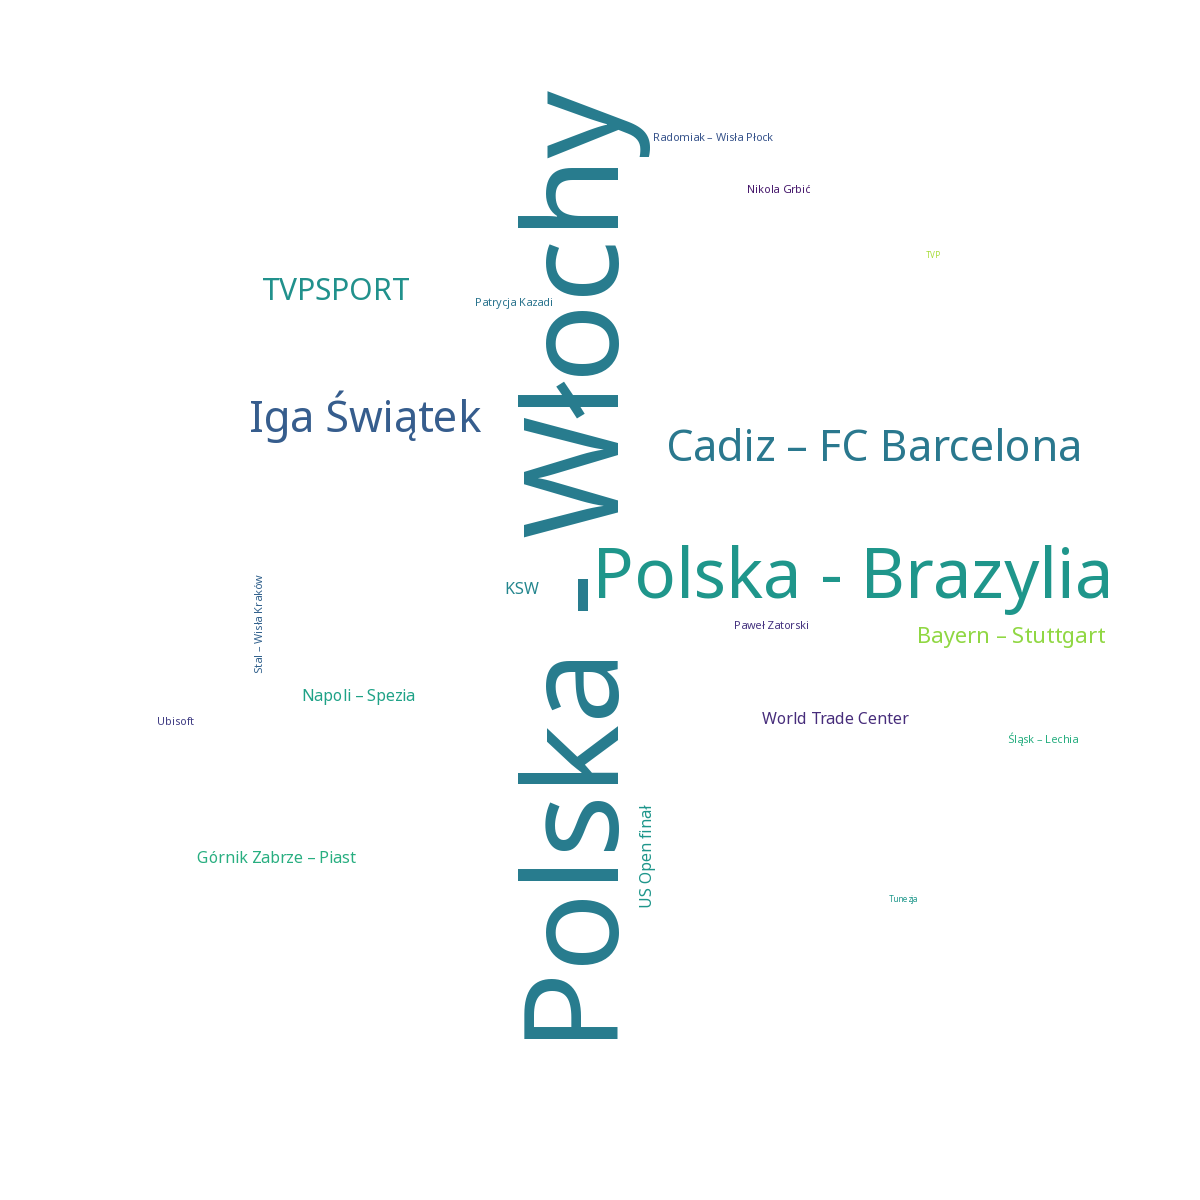 Polska - Włochy
Radomiak – Wisła Płock
Nikola Grbić
TVP
TVPSPORT
Patrycja Kazadi
Iga Świątek
Cadiz – FC Barcelona
Polska - Brazylia
KSW
Paweł Zatorski
Bayern – Stuttgart
Stal – Wisła Kraków
Napoli – Spezia
Ubisoft
World Trade Center
Śląsk – Lechia
US Open finał
Górnik Zabrze – Piast
Tunezja